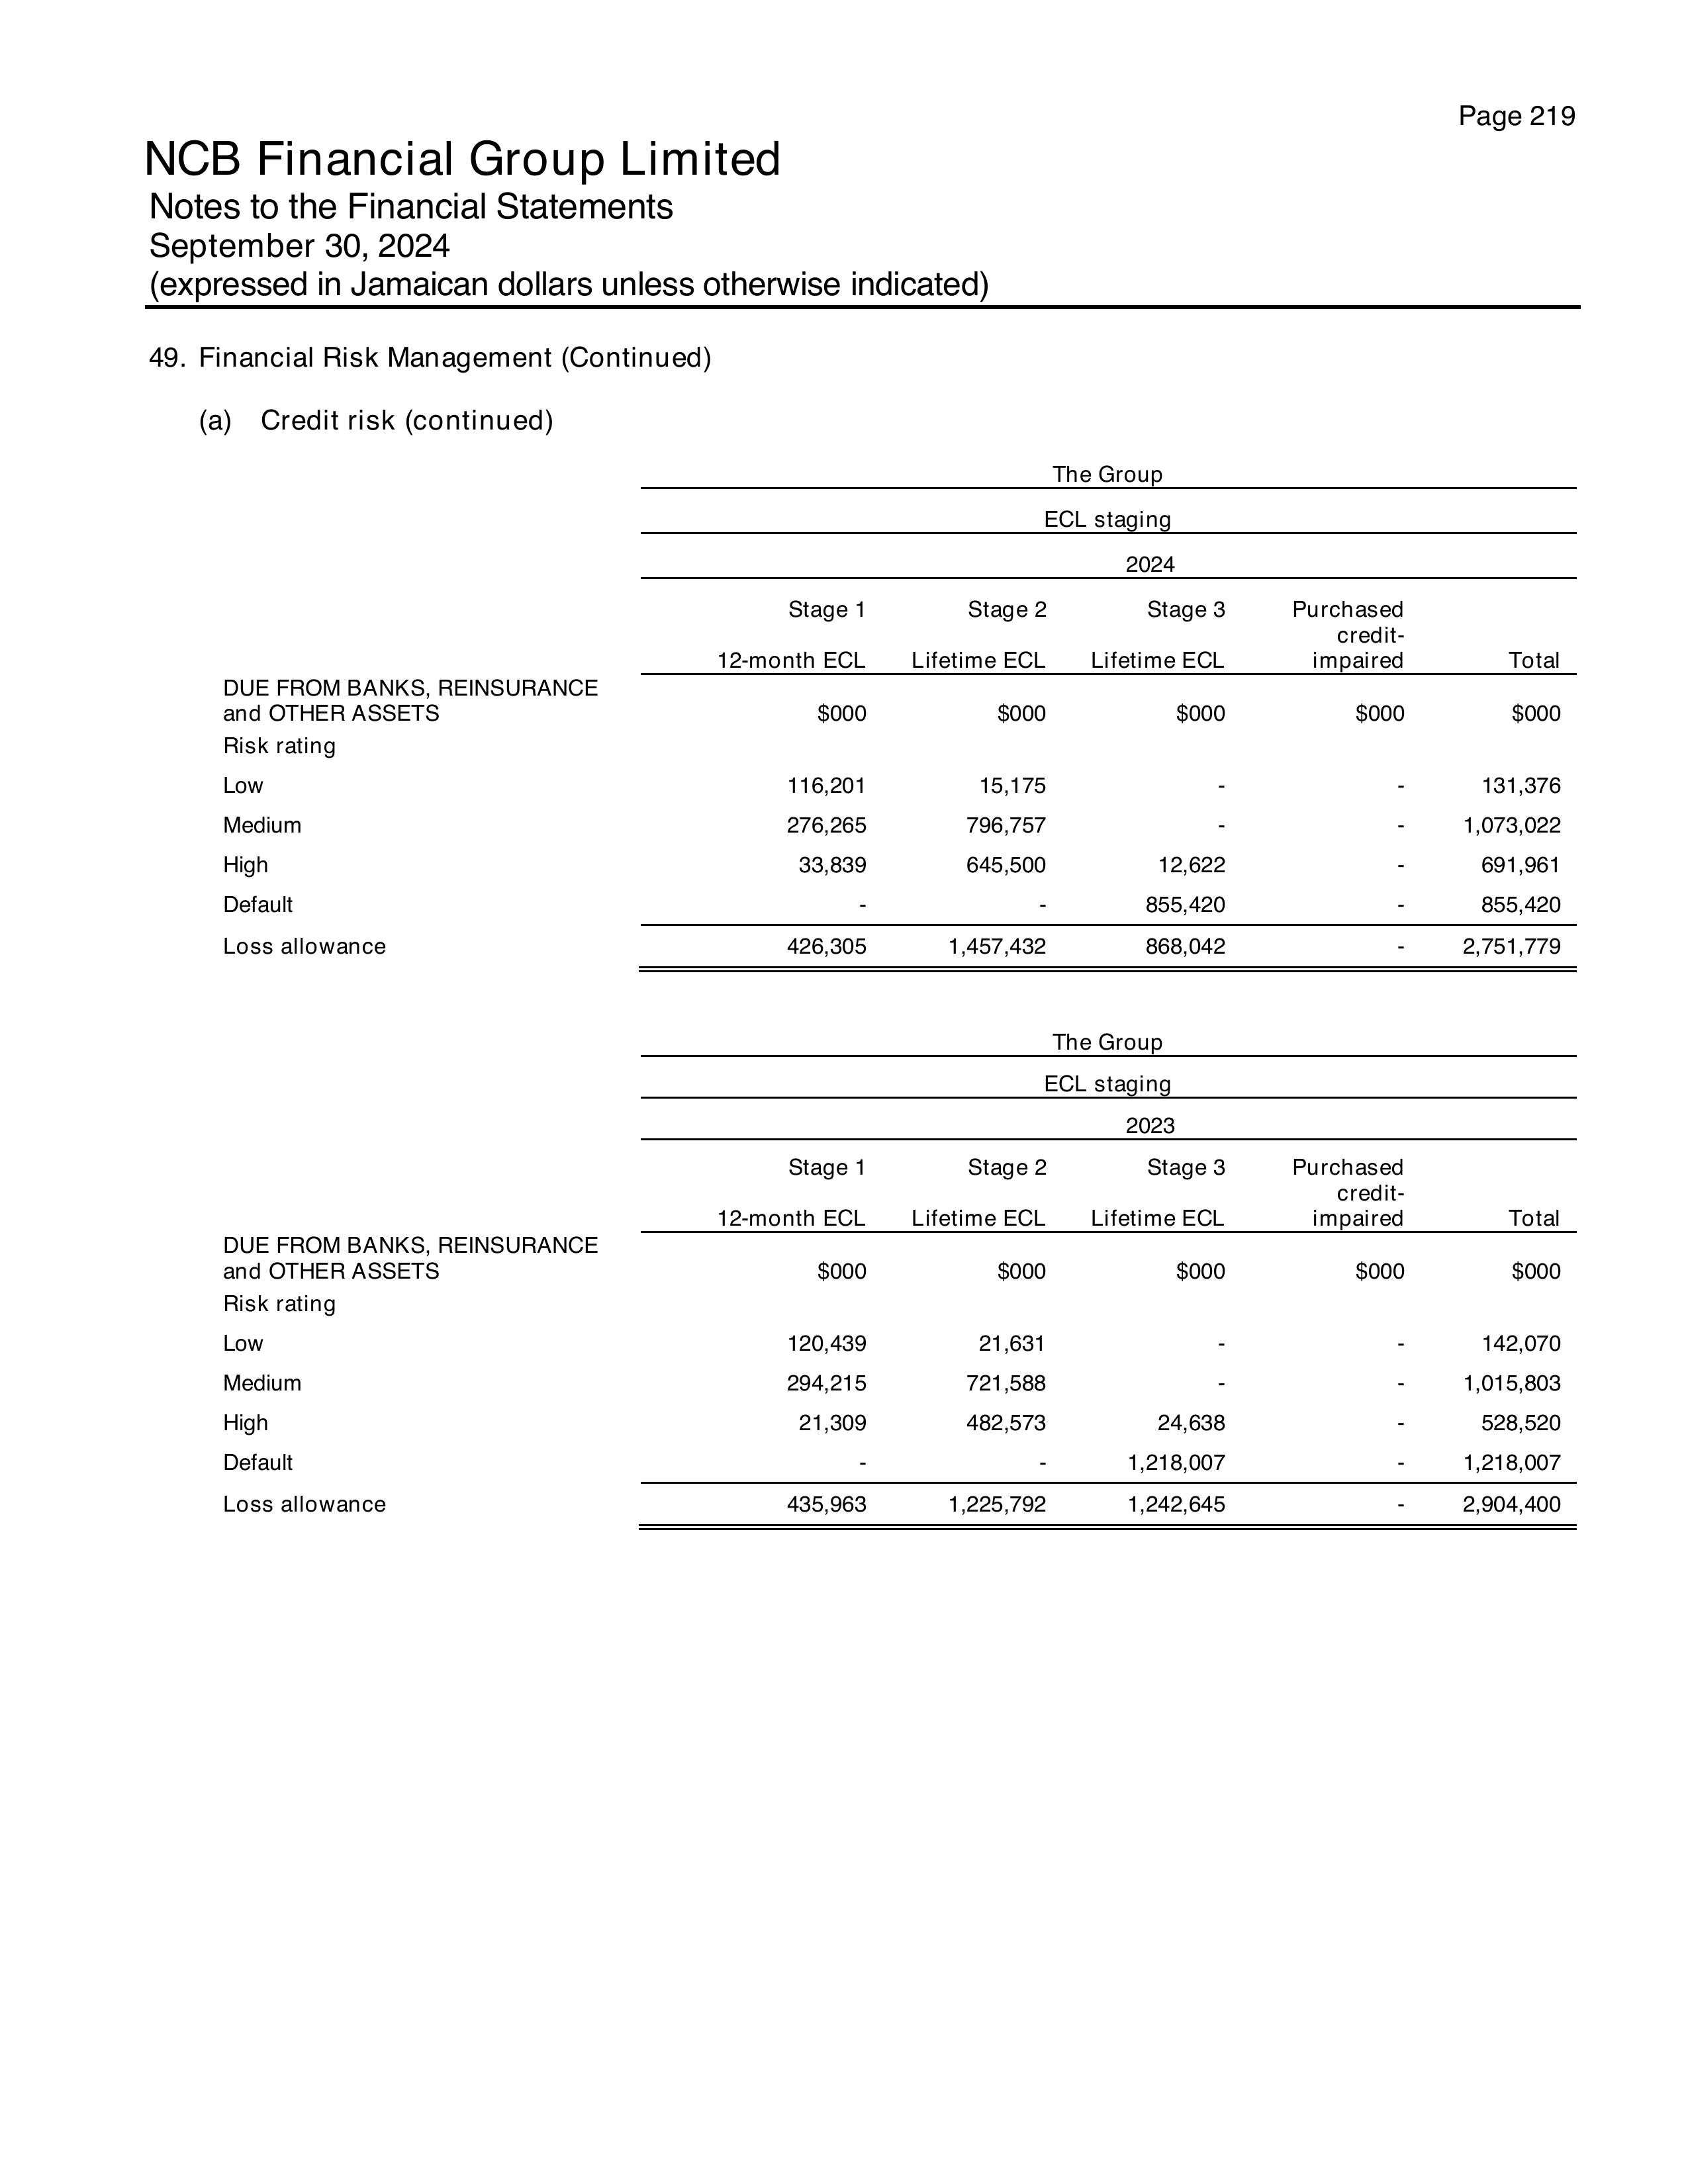 Page 219
NCB Financial Group Limited
Notes to the Financial Statements
September 30, 2024
(expressed in Jamaican dollars unless otherwise indicated)
49. Financial Risk Management (Continued)
(a) Credit risk (continued)
The Group
ECL staging
2024
Stage 1 Stage 2 Stage 3 Purchased
credit-
12-month ECL Lifetime ECL Lifetime ECL impaired Total
DUE FROM BANKS, REINSURANCE
and OTHER ASSETS $000 $000 $000 $000 $000
Risk rating
Low 116,201 15,175 - - 131,376
Medium 276,265 796,757 - - 1,073,022
High 33,839 645,500 12,622 - 691,961
Default - - 855,420 - 855,420
Loss allowance 426,305 1,457,432 868,042 - 2,751,779
The Group
ECL staging
2023
Stage 1 Stage 2 Stage 3 Purchased
credit-
12-month ECL Lifetime ECL Lifetime ECL impaired Total
DUE FROM BANKS, REINSURANCE
and OTHER ASSETS $000 $000 $000 $000 $000
Risk rating
Low 120,439 21,631 - - 142,070
Medium 294,215 721,588 - - 1,015,803
High 21,309 482,573 24,638 - 528,520
Default - - 1,218,007 - 1,218,007
Loss allowance 435,963 1,225,792 1,242,645 - 2,904,400